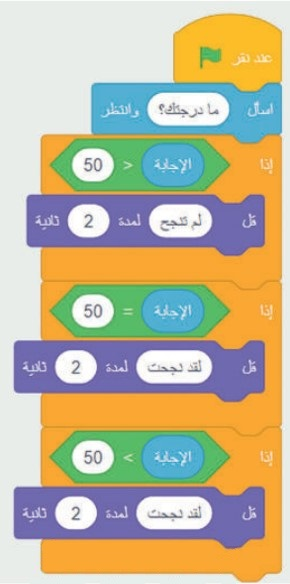 عند نقر
اسأل ما درجتك؟ وانتظر
إذا الإجابة < 50
قل لم تنجح لمدة 2 ثانية
إذا الإجابة = 50
قل لقد نجحت لمدة 2 ثانية
إذا الإجابة > 50
قل لقد نجحت لمدة 2 ثانية